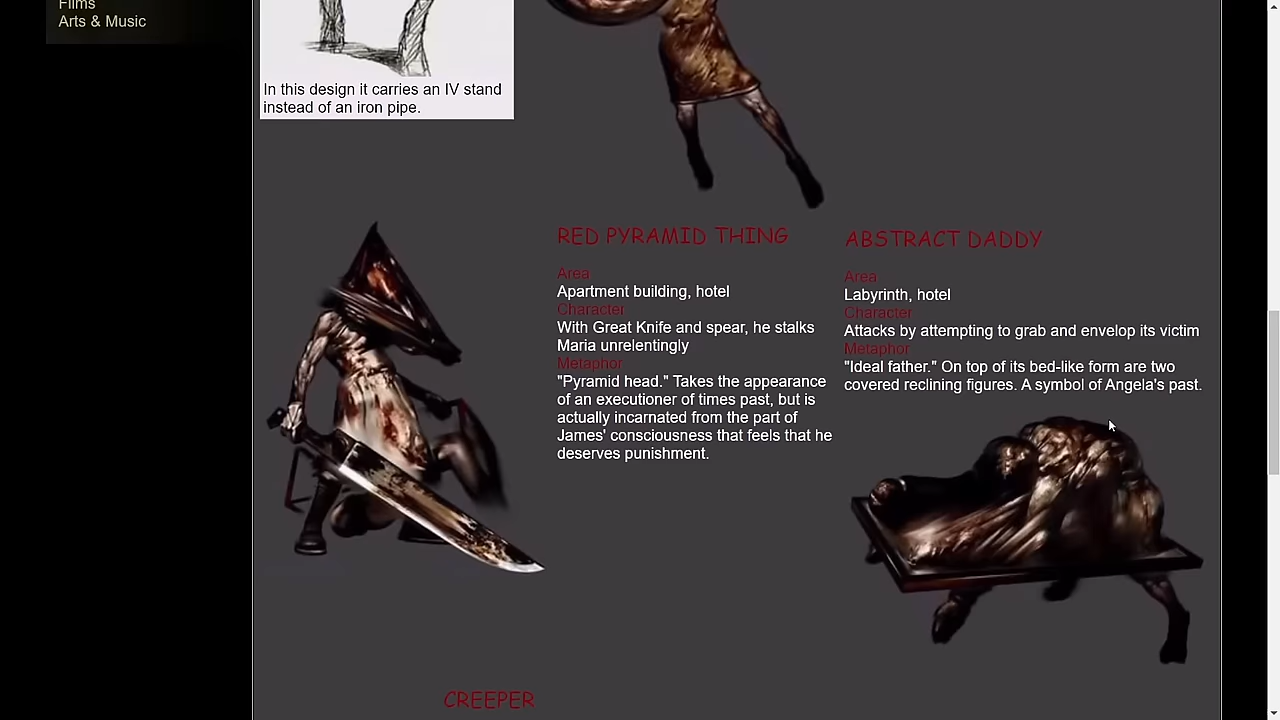 Films
Arts & Music
In this design it carries an IV stand
instead of an iron pipe.
RED PYRAMID THING
Area
Apartment building, hotel
Character
With Great Knife and spear, he stalks
Maria unrelentingly
Metaphor
"Pyramid head." Takes the appearance
of an executioner of times past, but is
actually incarnated from the part of
James' consciousness that feels that he
deserves punishment.
ABSTRACT DADDY
Area
Labyrinth, hotel
Character
Attacks by attempting to grab and envelop its victim
Metaphor
"Ideal father." On top of its bed-like form are two
covered reclining figures. A symbol of Angela's past.
CREEPER